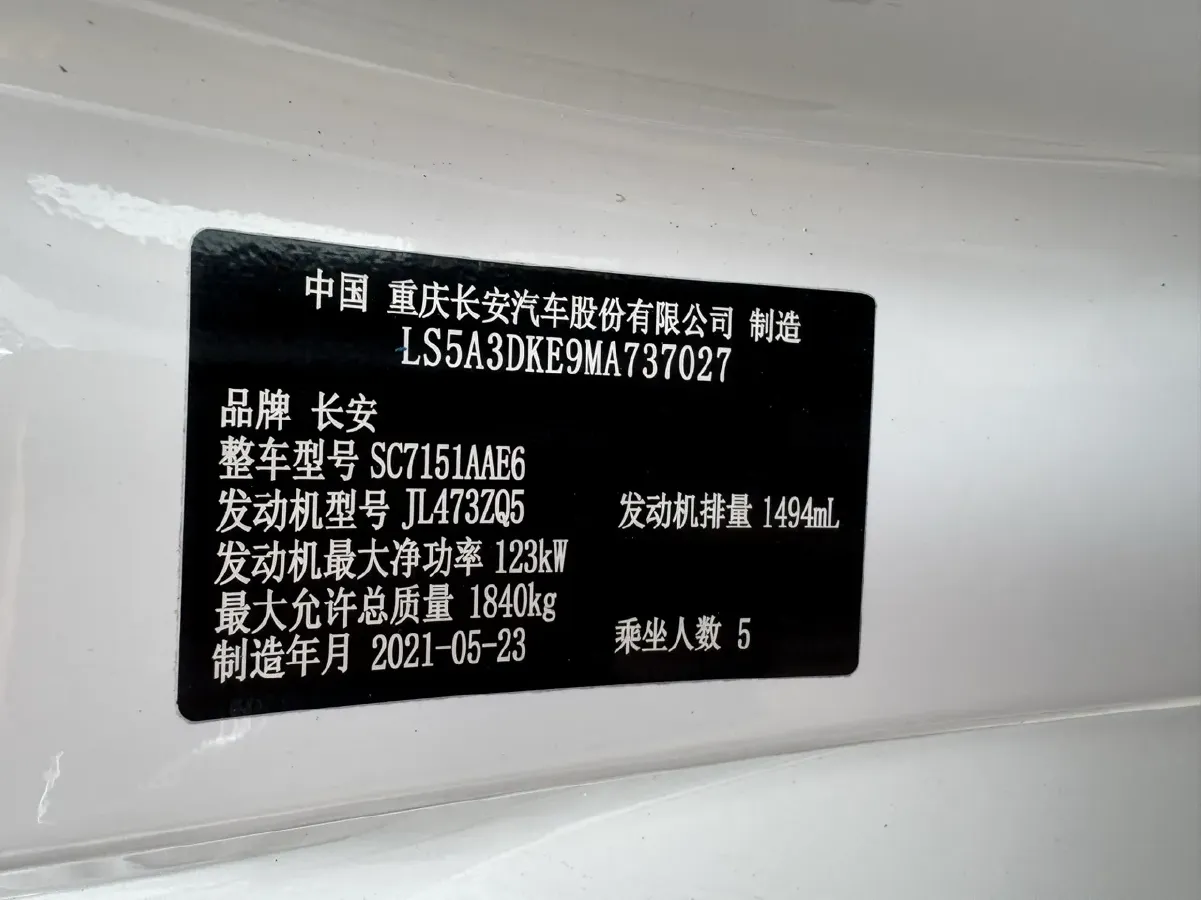 中国 重庆长安汽车股份有限公司 制造
LS5A3DKE9MA737027
品牌 长安
整车型号 SC7151AAE6
发动机型号 JL473ZQ5 发动机排量 1494mL
发动机最大净功率 123kW
最大允许总质量 1840kg
制造年月 2021-05-23 乘坐人数 5